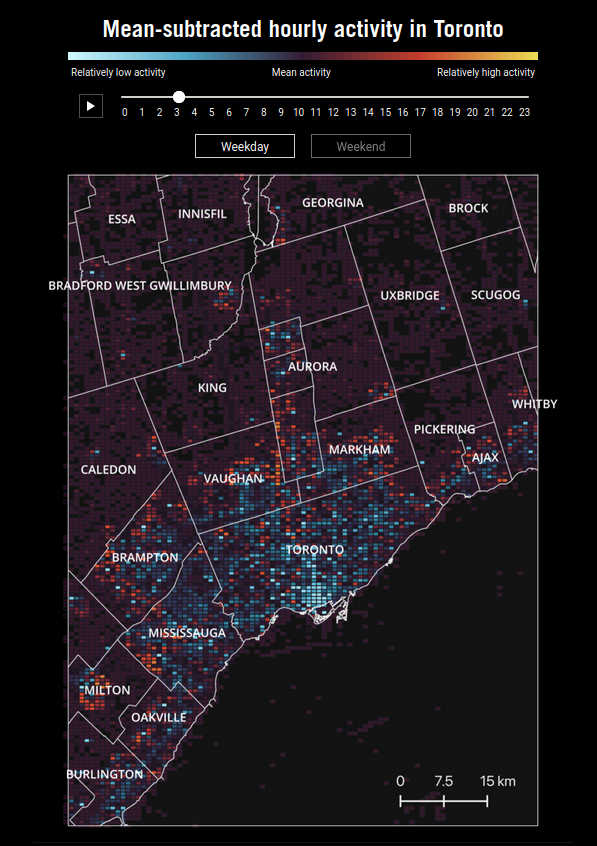 Mean-subtracted hourly activity in Toronto
Relatively low activity Mean activity Relatively high activity
0 1 2 3 4 5 6 7 8 9 10 11 12 13 14 15 16 17 18 19 20 21 22 23
Weekday Weekend
GEORGINA
BROCK
ESSA INNISFIL
BRADFORD WEST GWILLIMBURY
UXBRIDGE SCUGOG
AURORA
KING
WHITBY
PICKERING
MARKHAM
AJAX
CALEDON
VAUGHAN
TORONTO
BRAMPTON
MISSISSAUGA
MILTON
OAKVILLE
BURLINGTON
0 7.5 15 km